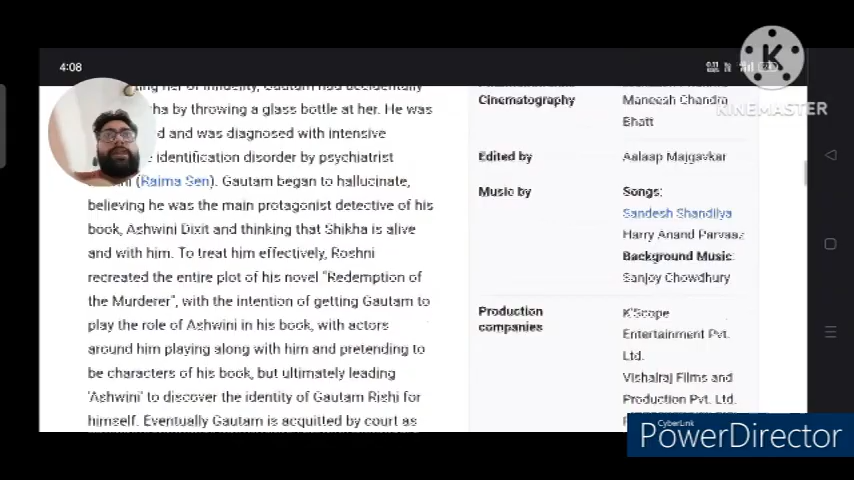 4:08
KINEMASTER
by throwing a glass bottle at her. He was
and was diagnosed with intensive
identification disorder by psychiatrist
(Raima Sen). Gautam began to hallucinate,
believing he was the main protagonist detective of his
book, Ashwini Dixit and thinking that Shikha is alive
and with him. To treat him effectively, Roshni
recreated the entire plot of his novel "Redemption of
the Murderer", with the intention of getting Gautam to
play the role of Ashwini in his book, with actors
around him playing along with him and pretending to
be characters of his book, but ultimately leading
'Ashwini' to discover the identity of Gautam Rishi for
himself. Eventually Gautam is acquitted by court as
Cinematography
Maneesh Chandra
Bhatt
Edited by
Aalaap Majgavkar
Music by
Songs:
Sandesh Shandilya
Harry Anand Parvaaz
Background Music:
Sanjoy Chowdhury
Production
companies
K'Scope
Entertainment Pvt.
Ltd.
Vishalraj Films and
Production Pvt. Ltd.
CyberLink
PowerDirector